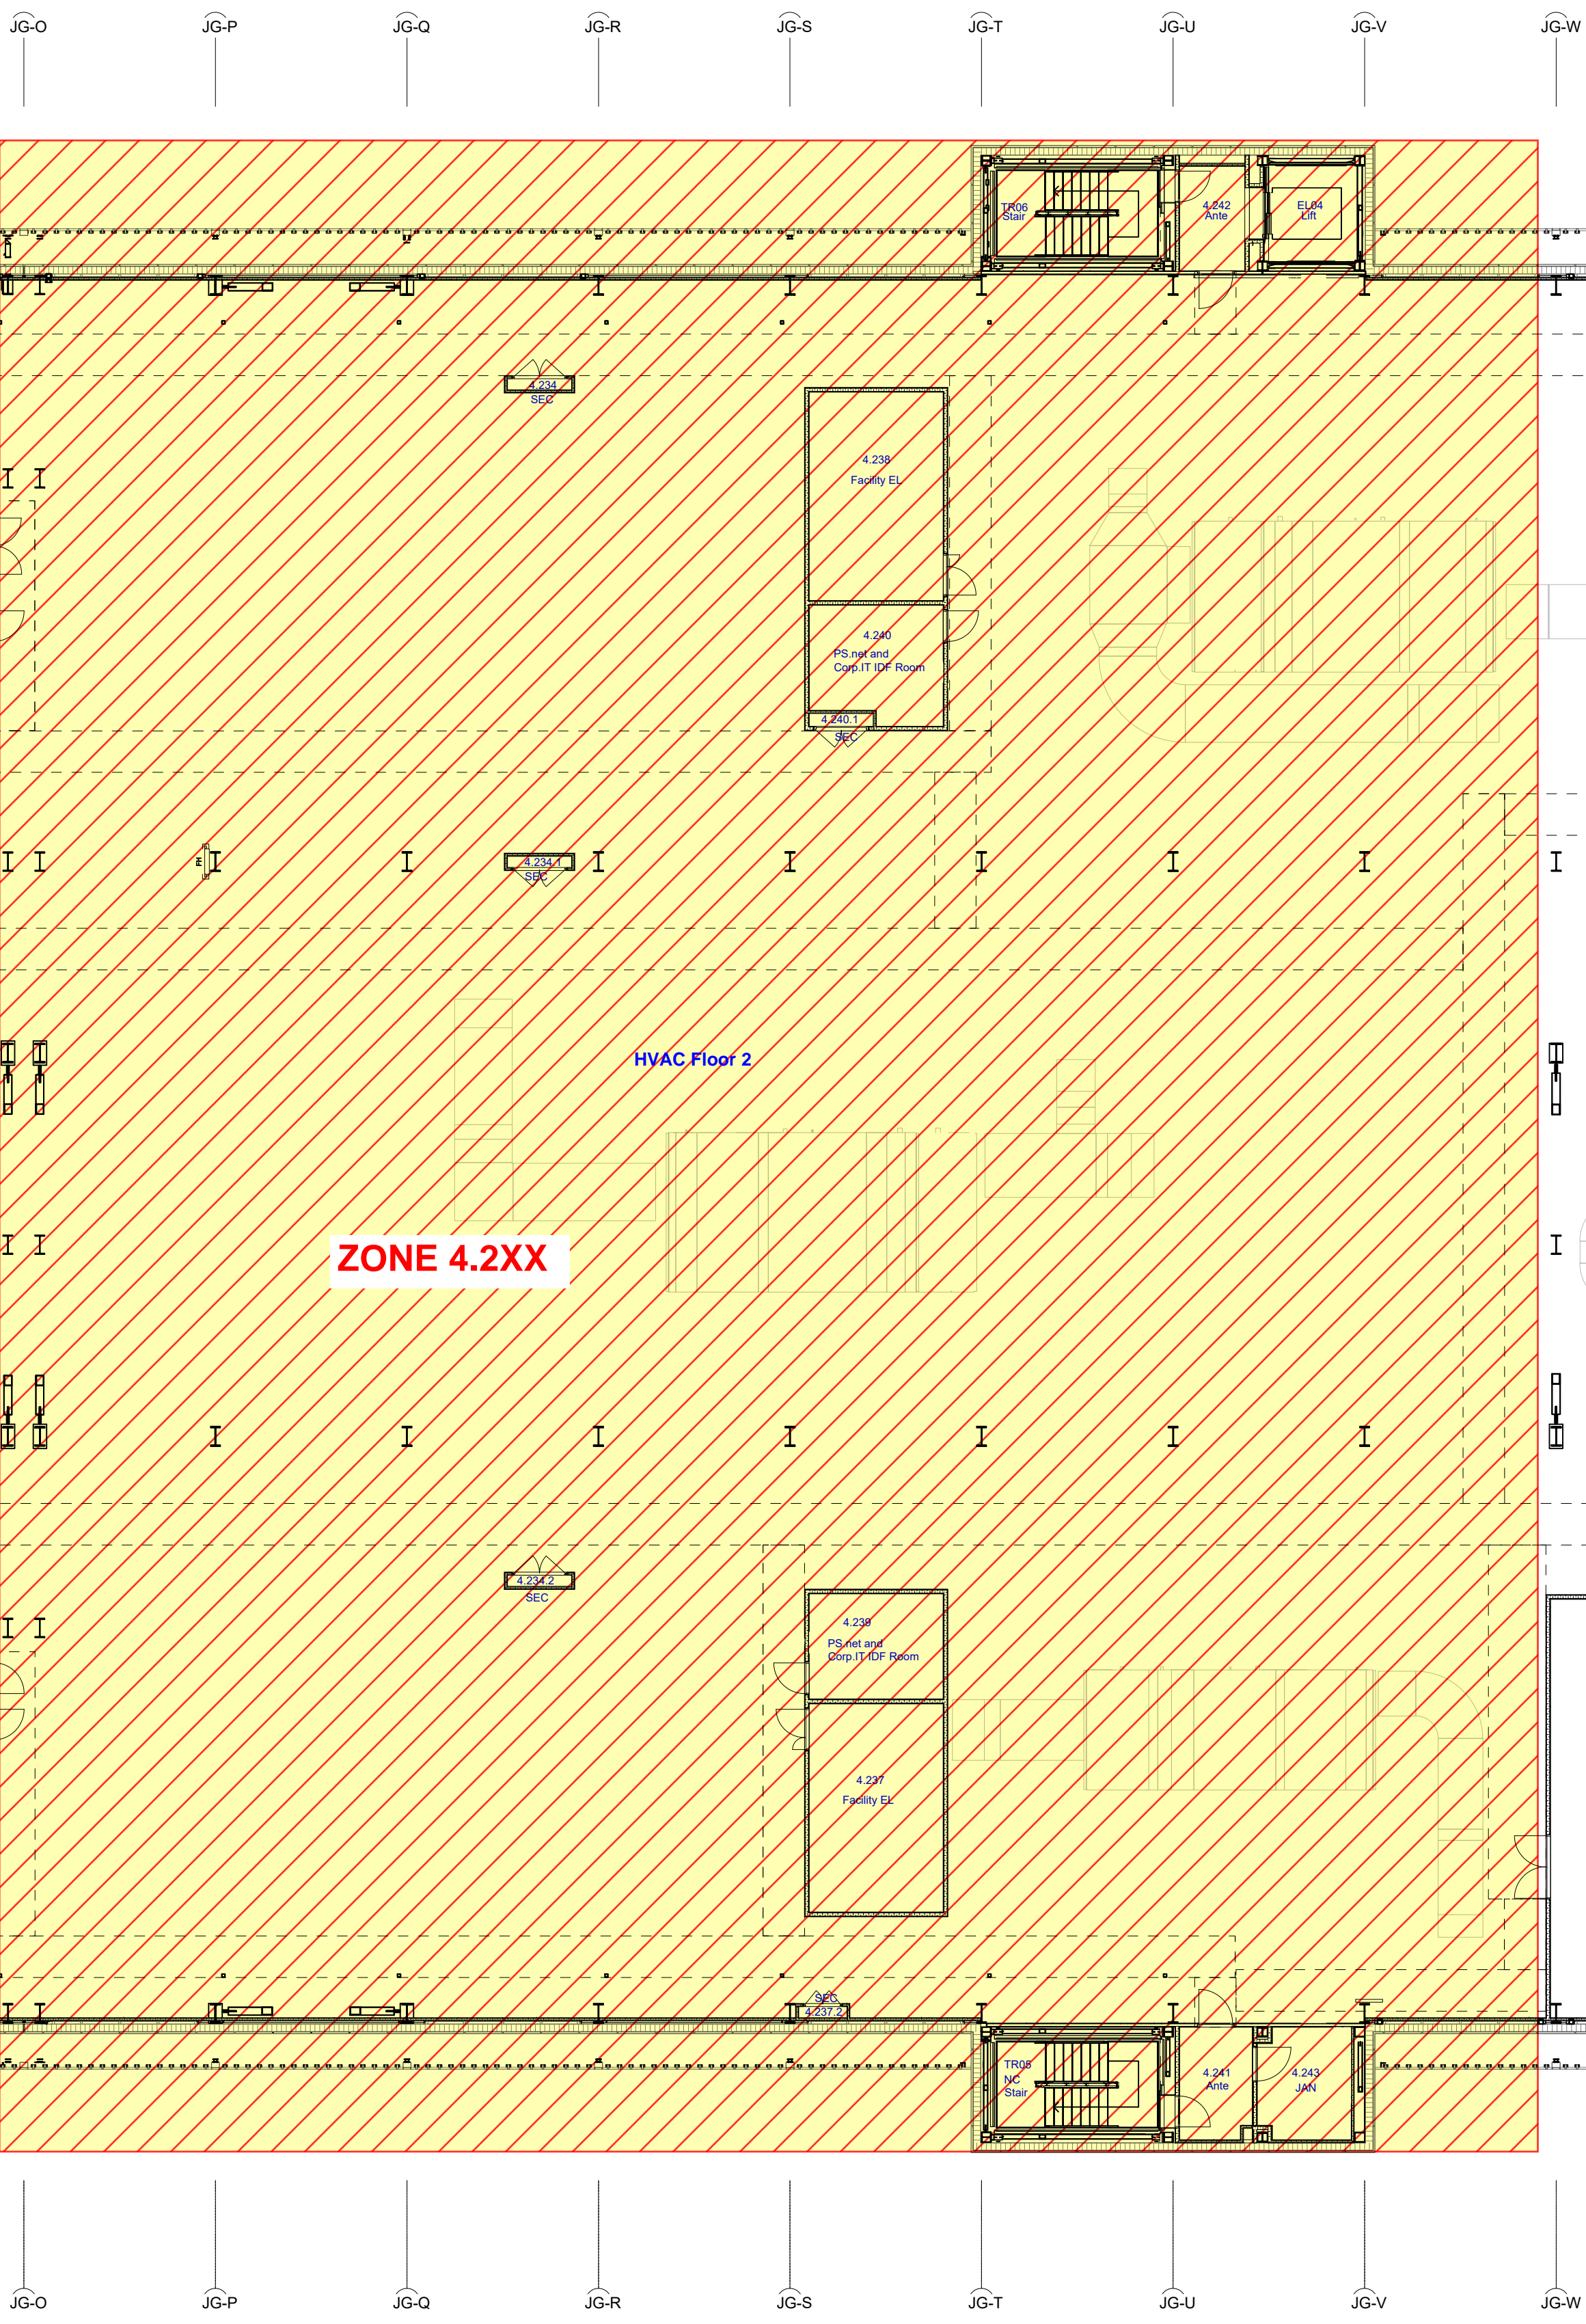 JG-O
JG-P
JG-Q
JG-R
JG-S
JG-T
JG-U
JG-V
JG-W
TR06
Stair
4.242
Ante
EL04
Lift
4.234
SEC
4.238
Facility EL
4.240
PS.net and
Corp.IT IDF Room
4.240.1
SEC
FH
4.234.1
SEC
HVAC Floor 2
ZONE 4.2XX
4.234.2
SEC
4.239
PS.net and
Corp.IT IDF Room
4.237
Facility EL
SEC
4.237.2
TR05
NC
Stair
4.241
Ante
4.243
JAN
JG-O
JG-P
JG-Q
JG-R
JG-S
JG-T
JG-U
JG-V
JG-W